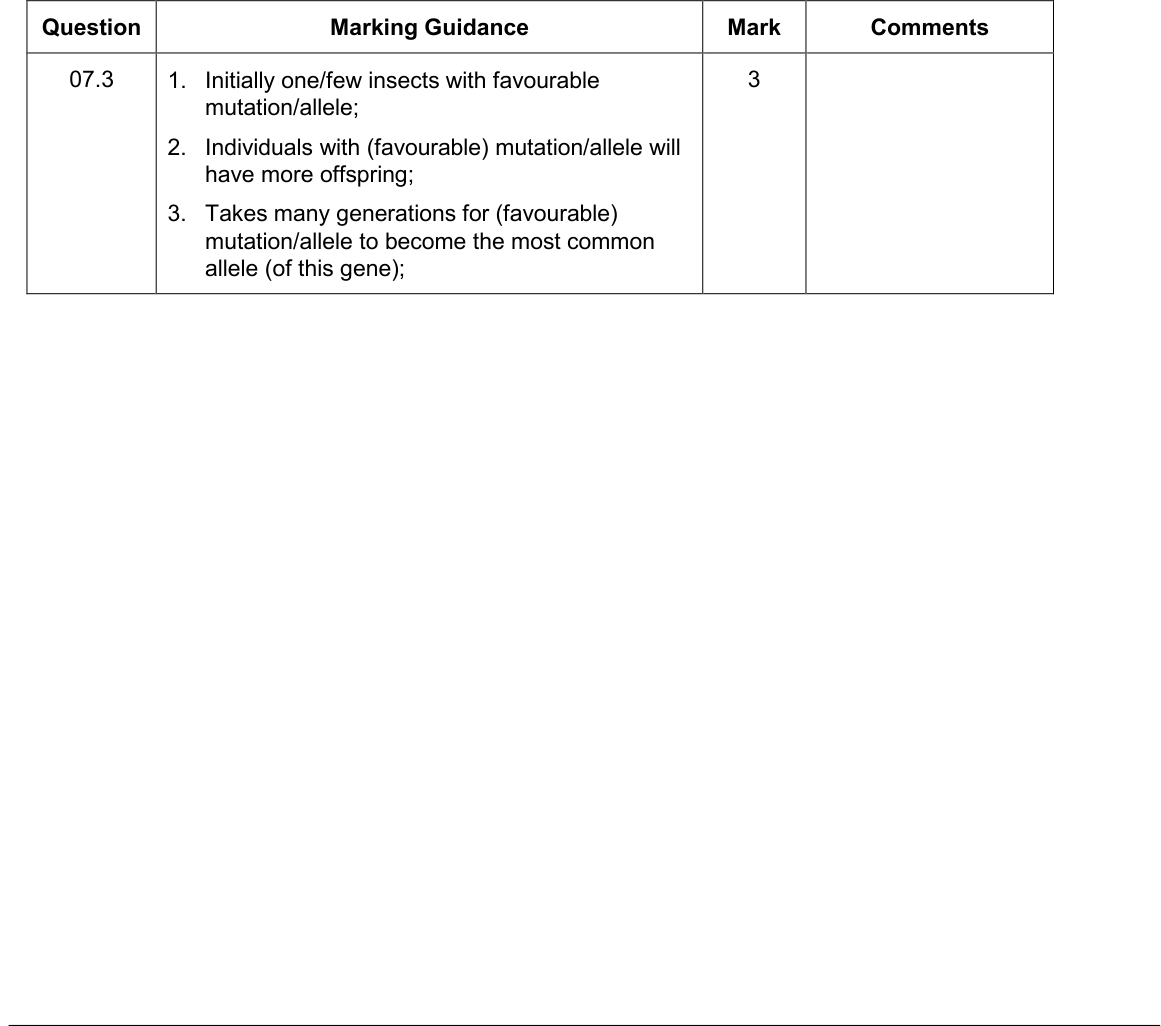 Question Marking Guidance Mark Comments
07.3 1. Initially one/few insects with favourable 3
mutation/allele;
2. Individuals with (favourable) mutation/allele will
have more offspring;
3. Takes many generations for (favourable)
mutation/allele to become the most common
allele (of this gene);